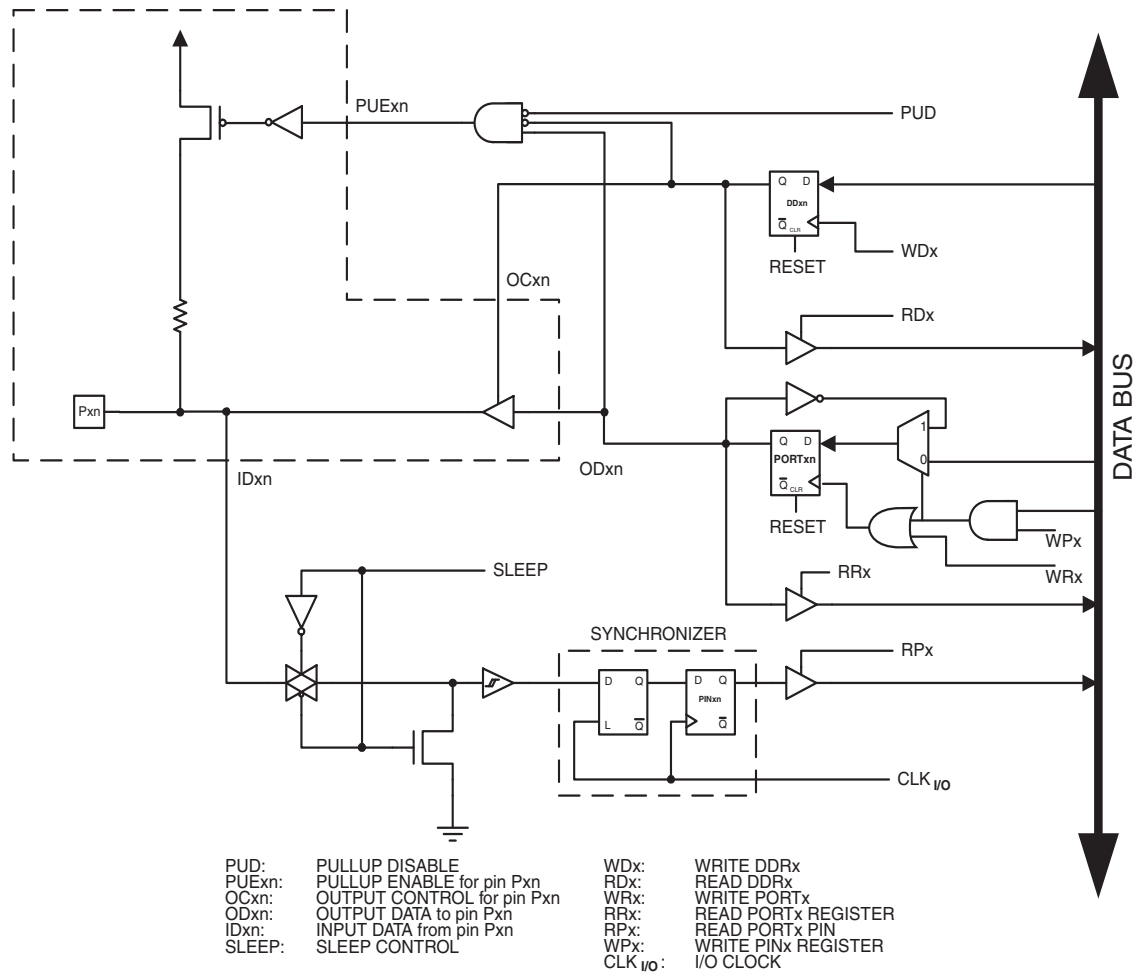 PUExn
PUD
Q D
DDxn
Q CLR
WDx
RESET
OCxn
RDx
Pxn
1
Q D
PORTxn
0
ODxn
IDxn
Q CLR
RESET
WPx
WRx
SLEEP
RRx
SYNCHRONIZER
RPx
D Q
D Q
PINxn
L Q
Q
CLK I/O
DATA BUS
PUD: PULLUP DISABLE
PUExn: PULLUP ENABLE for pin Pxn
OCxn: OUTPUT CONTROL for pin Pxn
ODxn: OUTPUT DATA to pin Pxn
IDxn: INPUT DATA from pin Pxn
SLEEP: SLEEP CONTROL
WDx: WRITE DDRx
RDx: READ DDRx
WRx: WRITE PORTx
RRx: READ PORTx REGISTER
RPx: READ PORTx PIN
WPx: WRITE PINx REGISTER
CLK I/O: I/O CLOCK